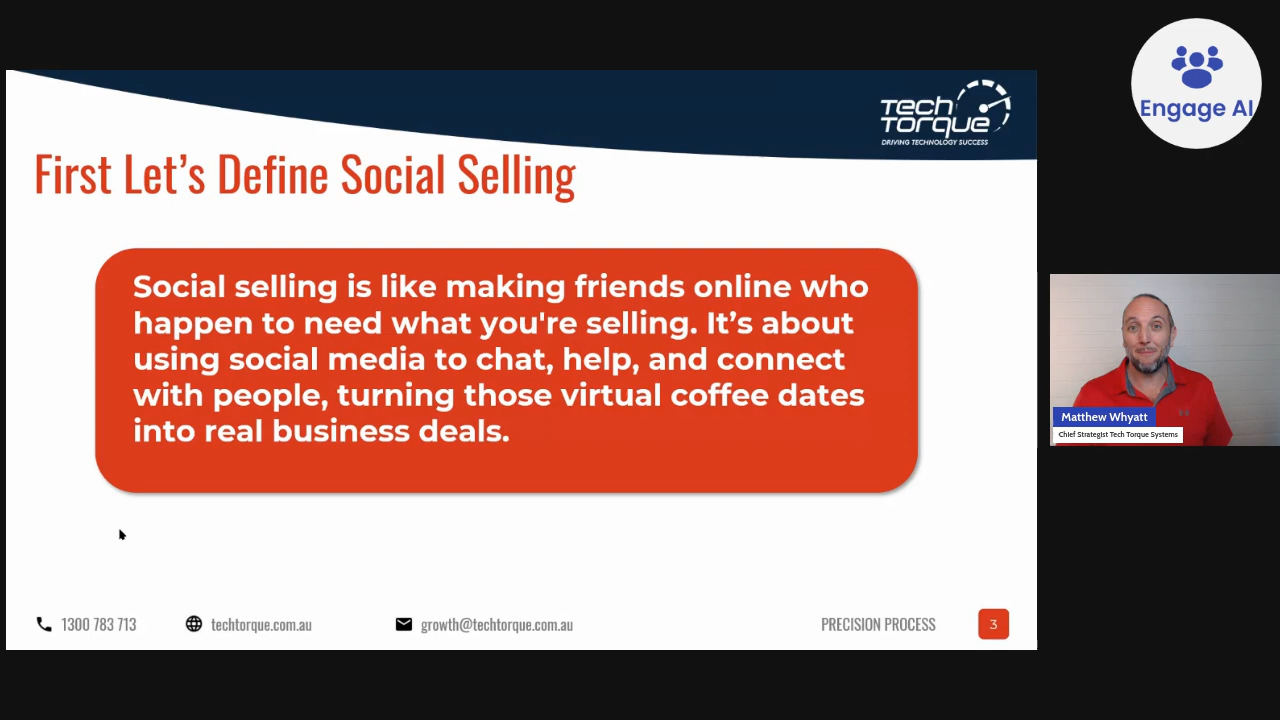 Engage AI
Tech
Torque
DRIVING TECHNOLOGY SUCCESS
First Let’s Define Social Selling
Social selling is like making friends online who
happen to need what you're selling. It’s about
using social media to chat, help, and connect
with people, turning those virtual coffee dates
into real business deals.
Matthew Whyatt
Chief Strategist Tech Torque Systems
1300 783 713
techtorque.com.au
growth@techtorque.com.au
PRECISION PROCESS
3